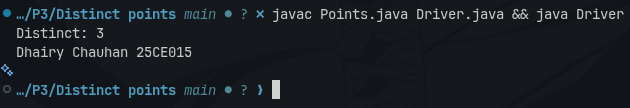 …/P3/Distinct points main ● ? × javac Points.java Driver.java && java Driver
Distinct: 3
Dhairy Chauhan 25CE015
…/P3/Distinct points main ● ? ❯